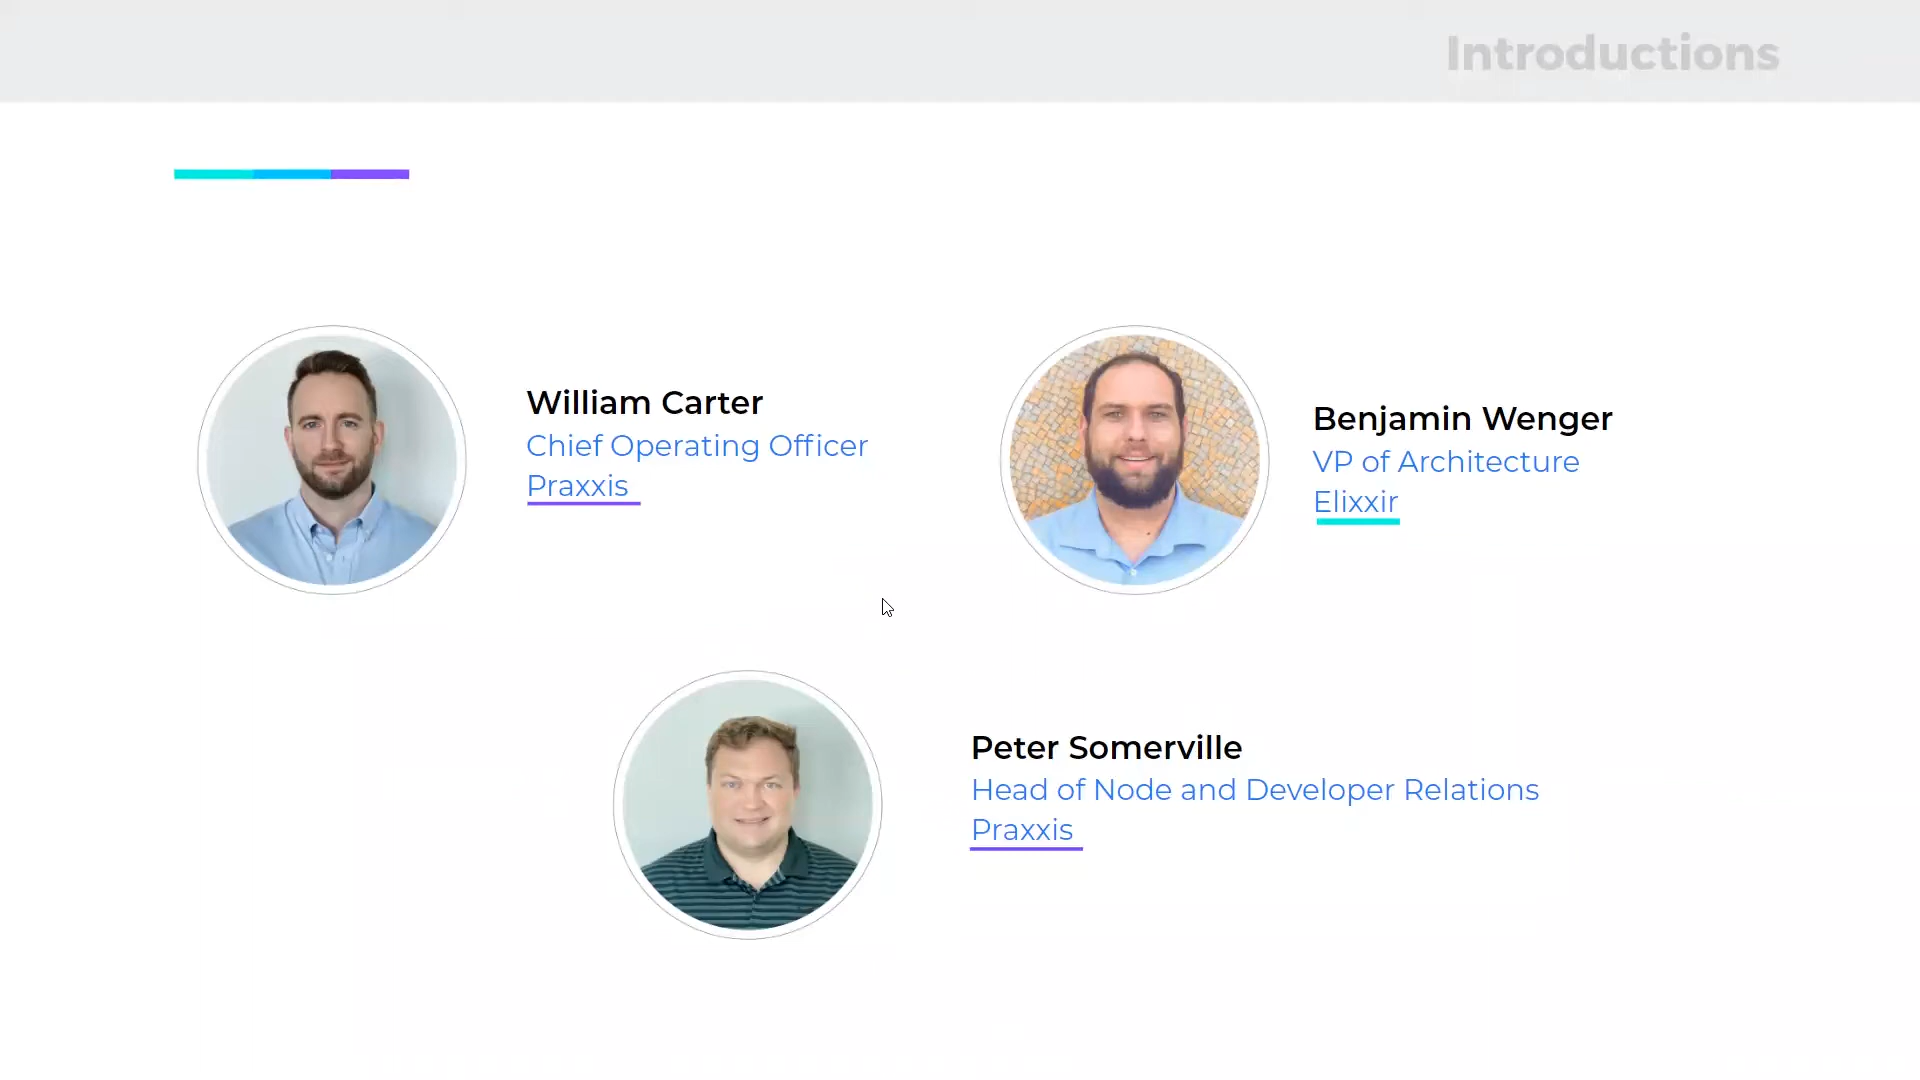 Introductions
William Carter
Chief Operating Officer
Praxxis
Benjamin Wenger
VP of Architecture
Elixxir
Peter Somerville
Head of Node and Developer Relations
Praxxis